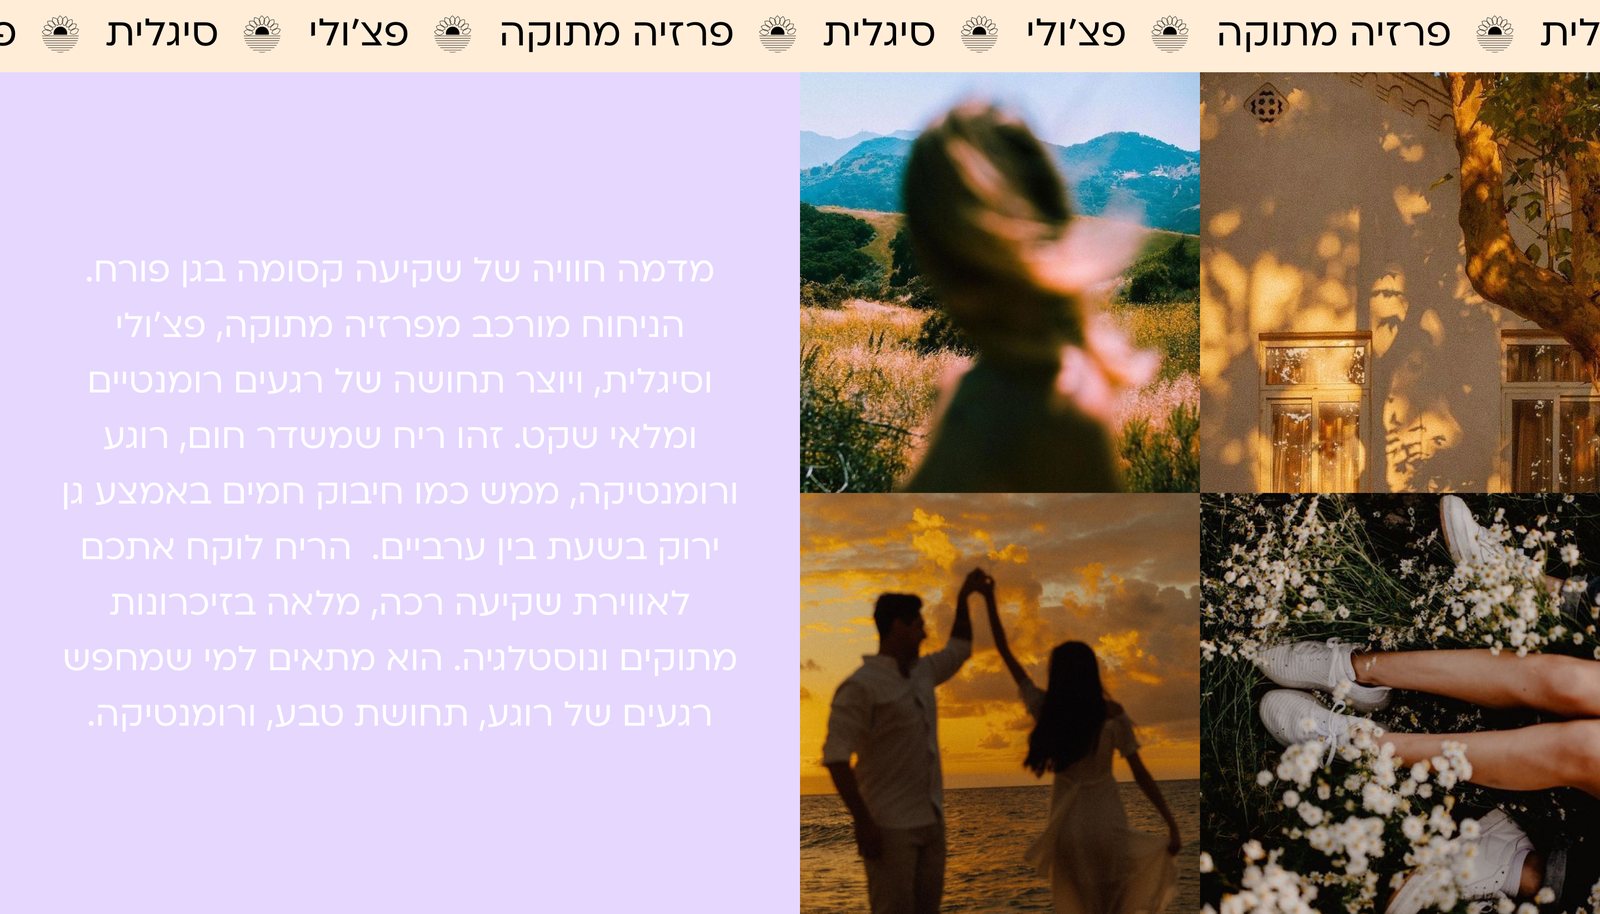 לית פרזיה מתוקה פצ'ולי סיגלית פרזיה מתוקה פצ'ולי סיגלית פ
מדמה חוויה של שקיעה קסומה בגן פורח.
הניחוח מורכב מפרזיה מתוקה, פצ'ולי
וסיגלית, ויוצר תחושה של רגעים רומנטיים
ומלאי שקט. זהו ריח שמשדר חום, רוגע
ורומנטיקה, ממש כמו חיבוק חמים באמצע גן
ירוק בשעת בין ערביים. הריח לוקח אתכם
לאווירת שקיעה רכה, מלאה בזיכרונות
מתוקים ונוסטלגיה. הוא מתאים למי שמחפש
רגעים של רוגע, תחושת טבע, ורומנטיקה.